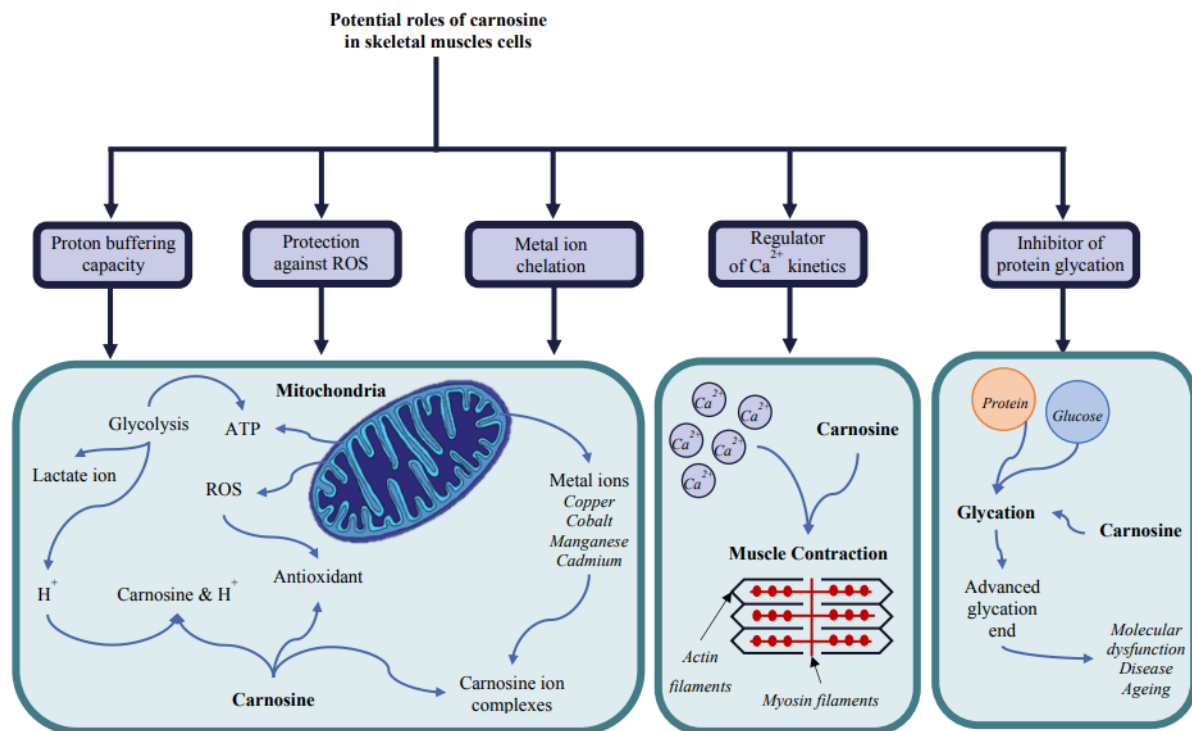 Potential roles of carnosine
in skeletal muscles cells
Proton buffering
capacity
Protection
against ROS
Metal ion
chelation
Regulator
of Ca²⁺ kinetics
Inhibitor of
protein glycation
Mitochondria
Glycolysis
ATP
Lactate ion
ROS
Metal ions
Copper
Cobalt
Manganese
Cadmium
H⁺
Carnosine & H⁺
Antioxidant
Carnosine
Carnosine ion
complexes
Ca²⁺
Ca²⁺
Ca²⁺
Ca²⁺
Ca²⁺
Carnosine
Muscle Contraction
Actin
filaments
Myosin filaments
Protein
Glucose
Glycation
Carnosine
Advanced
glycation
end
Molecular
dysfunction
Disease
Ageing